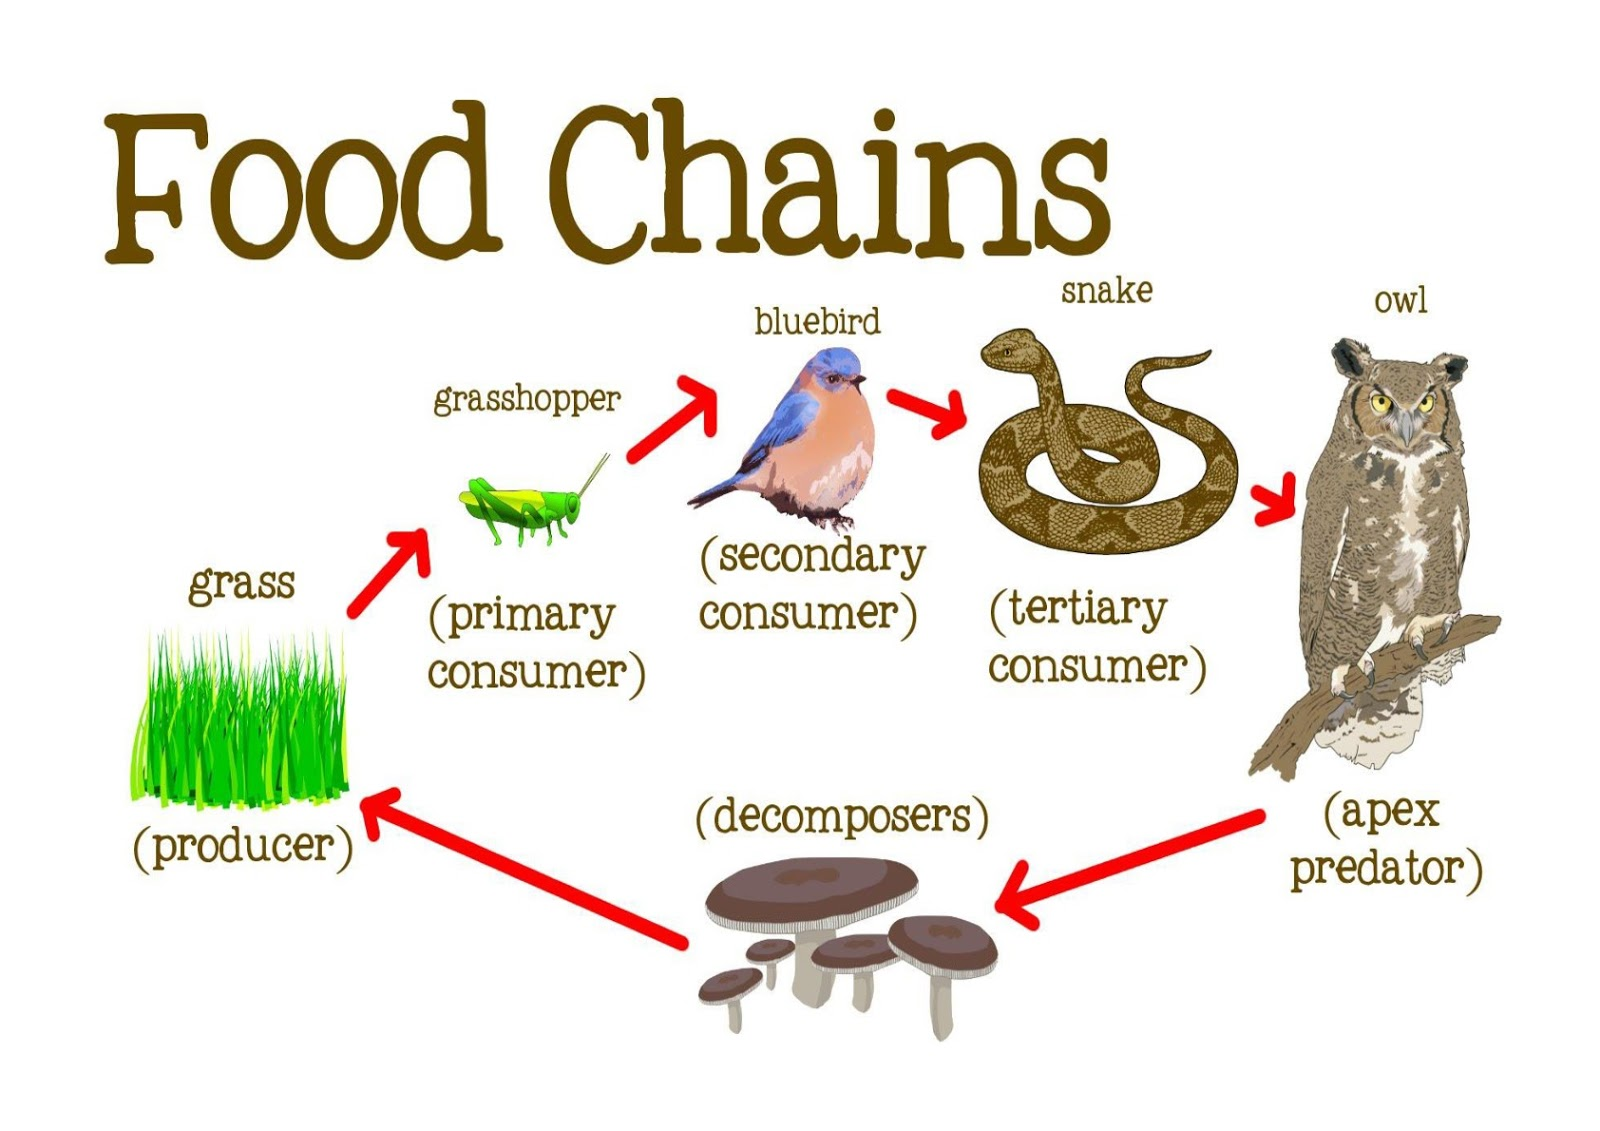 Food Chains
grass
(producer)
grasshopper
(primary
consumer)
bluebird
(secondary
consumer)
snake
(tertiary
consumer)
owl
(apex
predator)
(decomposers)